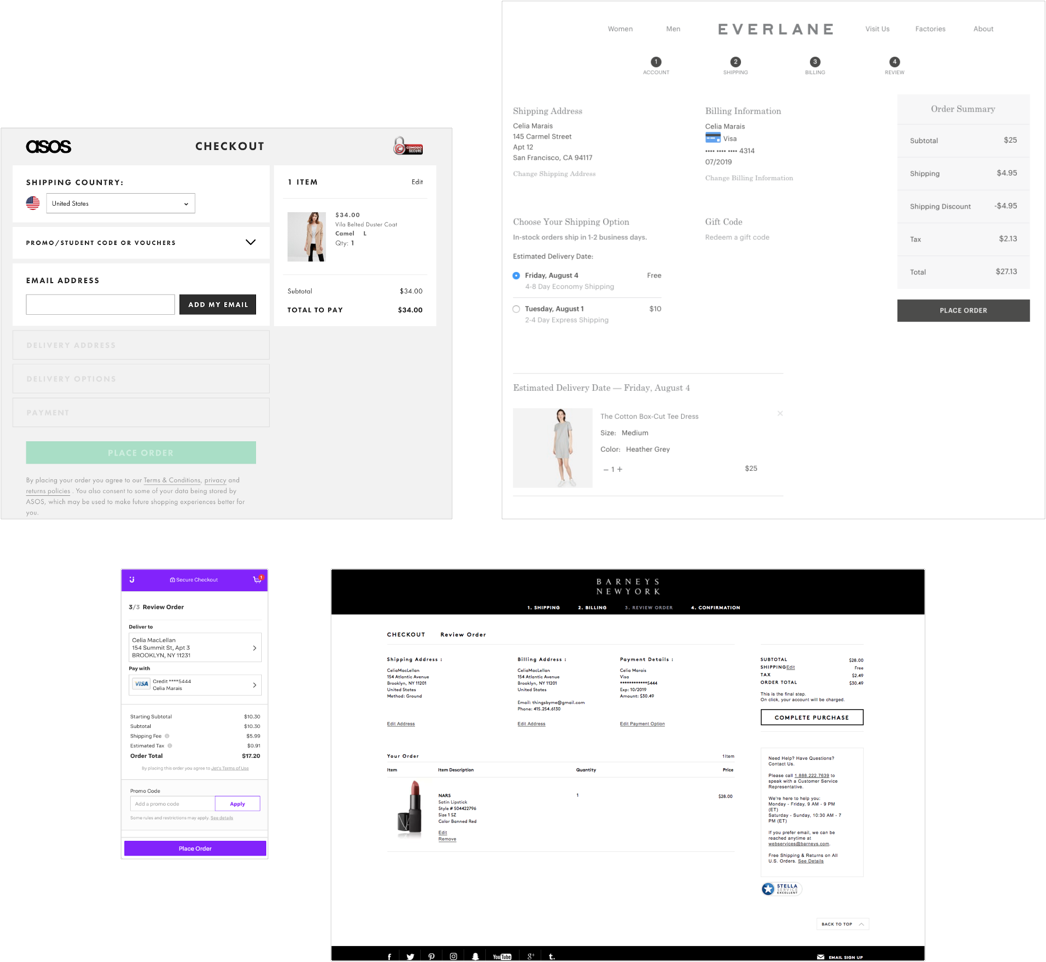 asos
CHECKOUT
SHIPPING COUNTRY:
United States
PROMO/STUDENT CODE OR VOUCHERS
EMAIL ADDRESS
ADD MY EMAIL
DELIVERY ADDRESS
DELIVERY OPTIONS
PAYMENT
PLACE ORDER
By placing your order you agree to our Terms & Conditions, privacy and
returns policies . You also consent to some of your data being stored by
ASOS, which may be used to make future shopping experiences better for
you.
1 ITEM Edit
$34.00
Vila Belted Duster Coat
Camel L
Qty: 1
Subtotal $34.00
TOTAL TO PAY $34.00
Women Men EVERLANE Visit Us Factories About
1 2 3 4
ACCOUNT SHIPPING BILLING REVIEW
Shipping Address
Celia Marais
145 Carmel Street
Apt 12
San Francisco, CA 94117
Change Shipping Address
Billing Information
Celia Marais
Visa
•••• •••• •••• 4314
07/2019
Change Billing Information
Choose Your Shipping Option
In-stock orders ship in 1-2 business days.
Estimated Delivery Date:
Friday, August 4 Free
4-8 Day Economy Shipping
Tuesday, August 1 $10
2-4 Day Express Shipping
Gift Code
Redeem a gift code
Order Summary
Subtotal $25
Shipping $4.95
Shipping Discount -$4.95
Tax $2.13
Total $27.13
PLACE ORDER
Estimated Delivery Date — Friday, August 4
The Cotton Box-Cut Tee Dress ×
Size: Medium
Color: Heather Grey
– 1 + $25
Secure Checkout 1
3/3 Review Order
Deliver to
Celia MacLellan
154 Summit St, Apt 3
BROOKLYN, NY 11231
Pay with
VISA
Credit ****5444
Celia Marais
Starting Subtotal $10.30
Subtotal $10.30
Shipping Fee $5.99
Estimated Tax $0.91
Order Total $17.20
By placing this order you agree to Jet's Terms of Use.
Promo Code
Add a promo code Apply
Some rules and restrictions may apply. See details
Place Order
BARNEYS
NEWYORK
1. SHIPPING 2. BILLING 3. REVIEW ORDER 4. CONFIRMATION
CHECKOUT Review Order
Shipping Address :
CeliaMacLellan
154 Atlantic Avenue
Brooklyn, NY 11201
United States
Method: Ground
Edit Address
Billing Address :
CeliaMacLellan
154 Atlantic Avenue
Brooklyn, NY 11201
United States
Email: thingsbyme@gmail.com
Phone: 415.254.6130
Edit Address
Payment Details :
Celia Marais
Visa
************5444
Exp: 10/2019
Amount: $30.49
Edit Payment Option
SUBTOTAL $28.00
SHIPPINGEdit Free
TAX $2.49
ORDER TOTAL $30.49
This is the final step.
On click, your account will be charged.
COMPLETE PURCHASE
Your Order 1 Item
Item Item Description Quantity Price
NARS 1 $28.00
Satin Lipstick
Style # 504422796
Size 1 SZ
Color Banned Red
Edit
Remove
Need Help? Have Questions?
Contact Us.
Please call 1.888.222.7639 to
speak with a Customer Service
Representative.
We're here to help you:
Monday - Friday, 9 AM - 9 PM
(ET)
Saturday - Sunday, 10:30 AM - 7
PM (ET)
If you prefer email, we can be
reached anytime at
webservices@barneys.com.
Free Shipping & Returns on All
U.S. Orders. See Details
STELLA
SERVICE
EXCELLENT
BACK TO TOP
You Tube
EMAIL SIGN UP